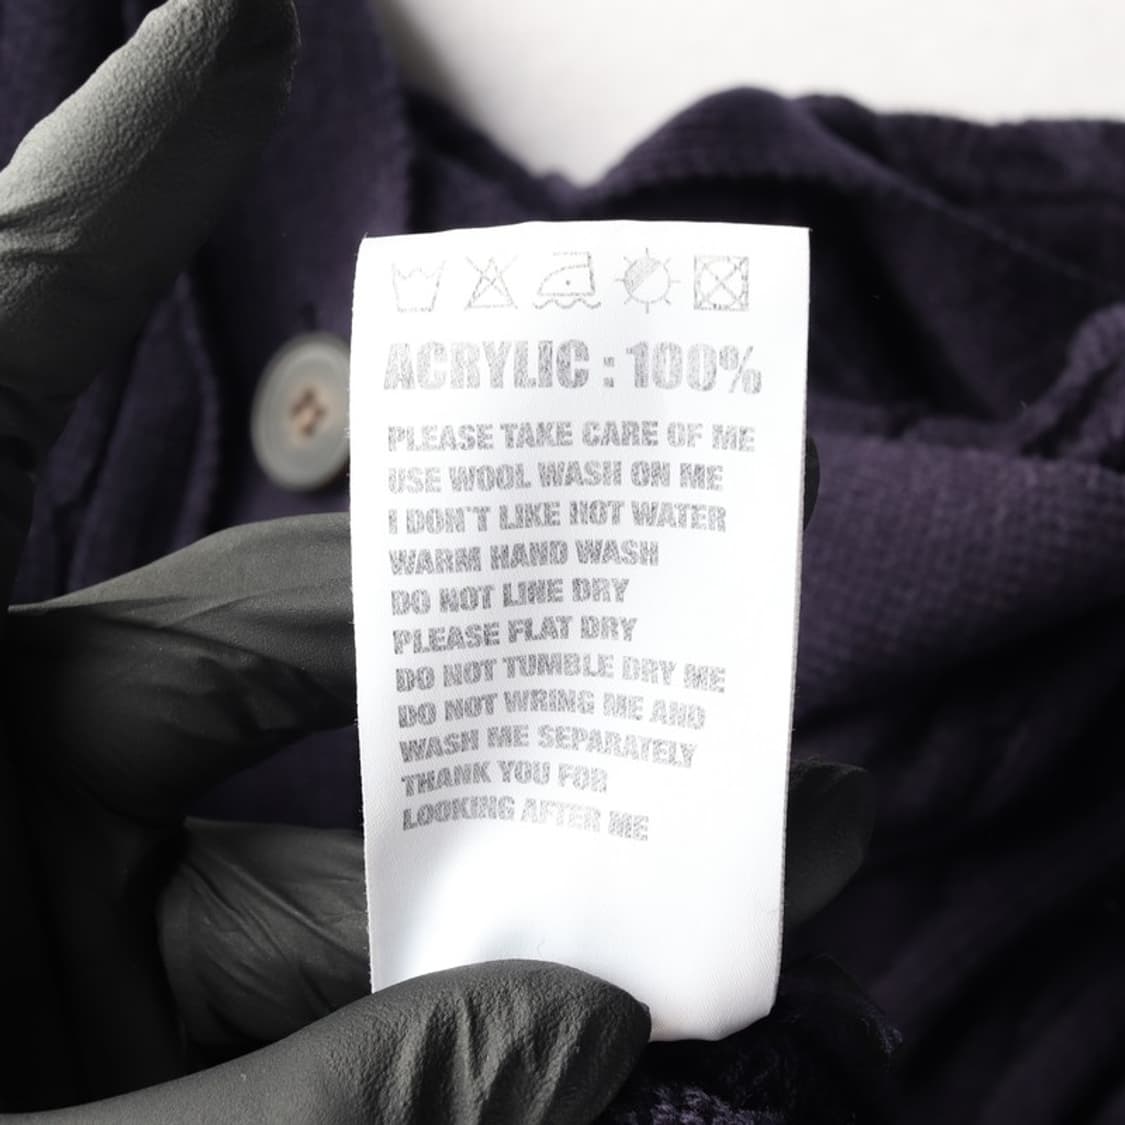 ACRYLIC : 100%
PLEASE TAKE CARE OF ME
USE WOOL WASH ON ME
I DON'T LIKE HOT WATER
WARM HAND WASH
DO NOT LINE DRY
PLEASE FLAT DRY
DO NOT TUMBLE DRY ME
DO NOT WRING ME AND
WASH ME SEPARATELY
THANK YOU FOR
LOOKING AFTER ME